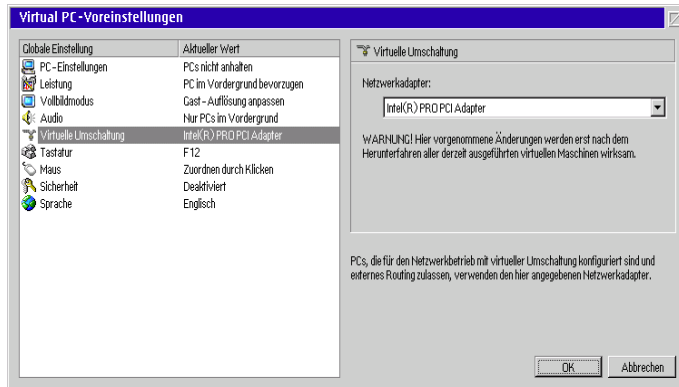 Virtual PC-Voreinstellungen
Globale Einstellung Aktueller Wert
PC-Einstellungen PCs nicht anhalten
Leistung PC im Vordergrund bevorzugen
Vollbildmodus Gast-Auflösung anpassen
Audio Nur PCs im Vordergrund
Virtuelle Umschaltung Intel(R) PRO PCI Adapter
Tastatur F12
Maus Zuordnen durch Klicken
Sicherheit Deaktiviert
Sprache Englisch
Virtuelle Umschaltung
Netzwerkadapter:
Intel(R) PRO PCI Adapter
WARNUNG! Hier vorgenommene Änderungen werden erst nach dem
Herunterfahren aller derzeit ausgeführten virtuellen Maschinen wirksam.
PCs, die für den Netzwerkbetrieb mit virtueller Umschaltung konfiguriert sind und
externes Routing zulassen, verwenden den hier angegebenen Netzwerkadapter.
OK Abbrechen